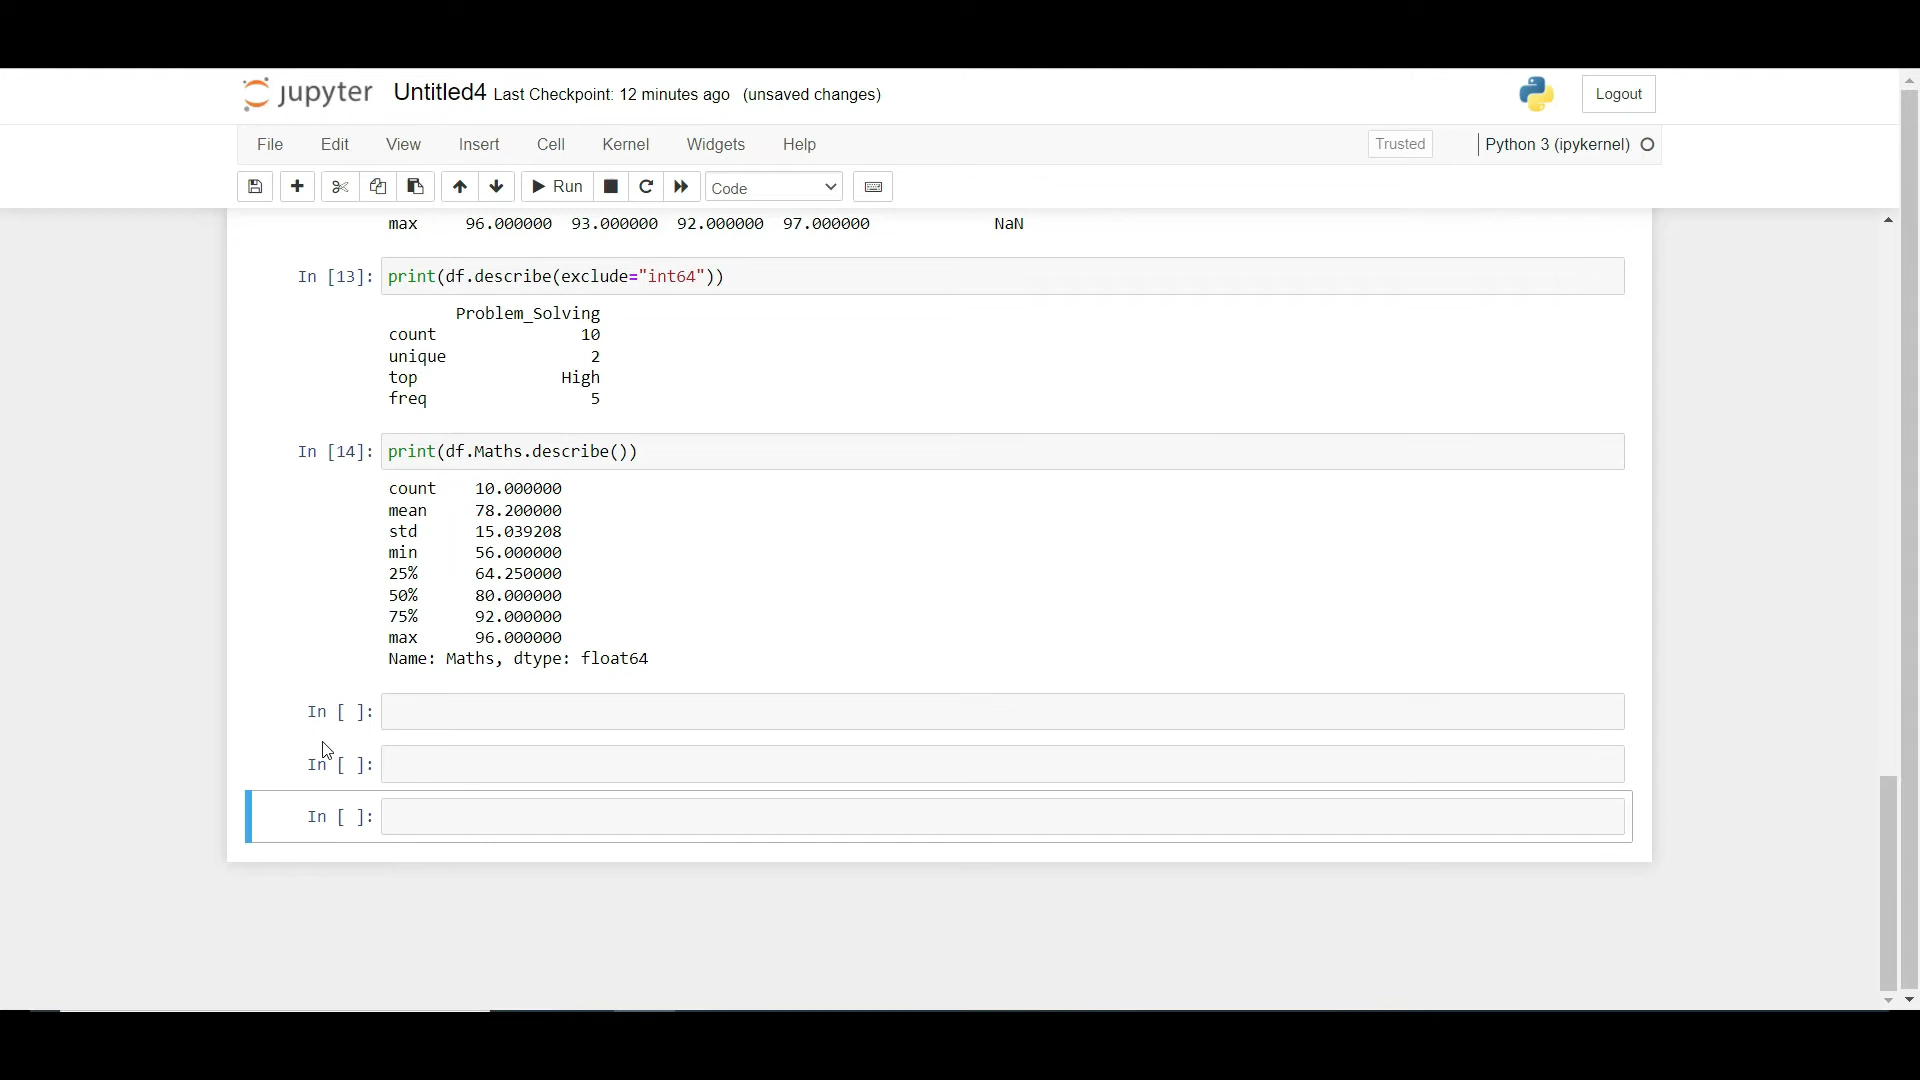 jupyter Untitled4 Last Checkpoint: 12 minutes ago (unsaved changes) Logout
File Edit View Insert Cell Kernel Widgets Help Trusted Python 3 (ipykernel)
Run Code
max 96.000000 93.000000 92.000000 97.000000 NaN
In [13]: print(df.describe(exclude="int64"))
Problem_Solving
count 10
unique 2
top High
freq 5
In [14]: print(df.Maths.describe())
count 10.000000
mean 78.200000
std 15.039208
min 56.000000
25% 64.250000
50% 80.000000
75% 92.000000
max 96.000000
Name: Maths, dtype: float64
In [ ]:
In [ ]:
In [ ]: